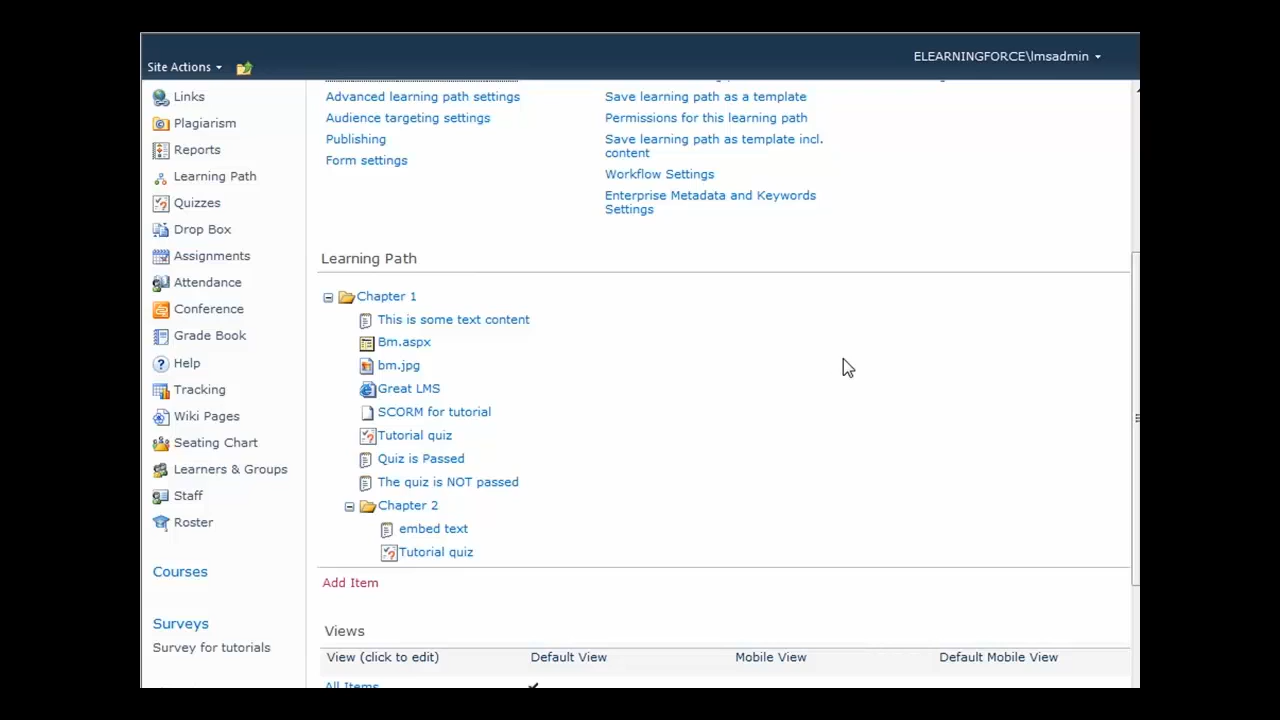 ELEARNINGFORCE\lmsadmin
Site Actions
Links
Plagiarism
Reports
Learning Path
Quizzes
Drop Box
Assignments
Attendance
Conference
Grade Book
Help
Tracking
Wiki Pages
Seating Chart
Learners & Groups
Staff
Roster
Courses
Surveys
Survey for tutorials
Advanced learning path settings
Audience targeting settings
Publishing
Form settings
Save learning path as a template
Permissions for this learning path
Save learning path as template incl.
content
Workflow Settings
Enterprise Metadata and Keywords
Settings
Learning Path
Chapter 1
This is some text content
Bm.aspx
bm.jpg
Great LMS
SCORM for tutorial
Tutorial quiz
Quiz is Passed
The quiz is NOT passed
Chapter 2
embed text
Tutorial quiz
Add Item
Views
View (click to edit) Default View Mobile View Default Mobile View
All Items